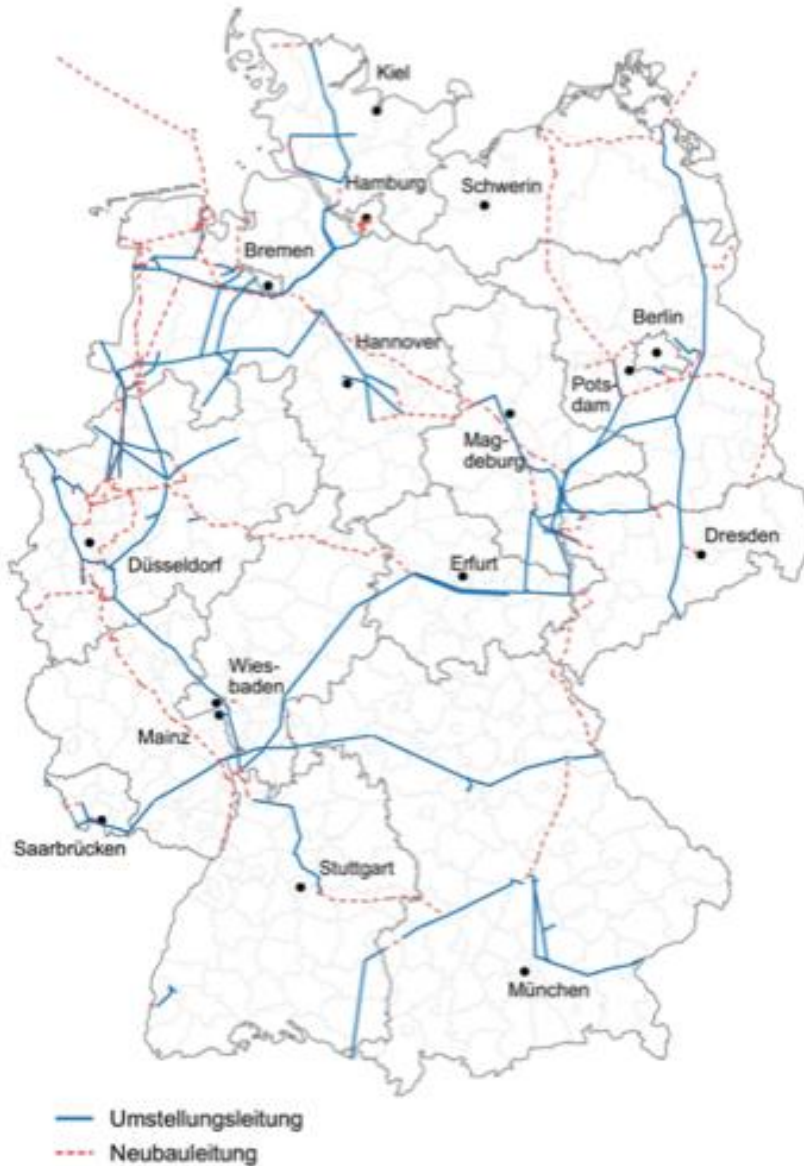 Kiel
Hamburg
Schwerin
Bremen
Hannover
Berlin
Pots-
dam
Mag-
deburg
Düsseldorf
Erfurt
Dresden
Wies-
baden
Mainz
Saarbrücken
Stuttgart
München
Umstellungsleitung
Neubauleitung